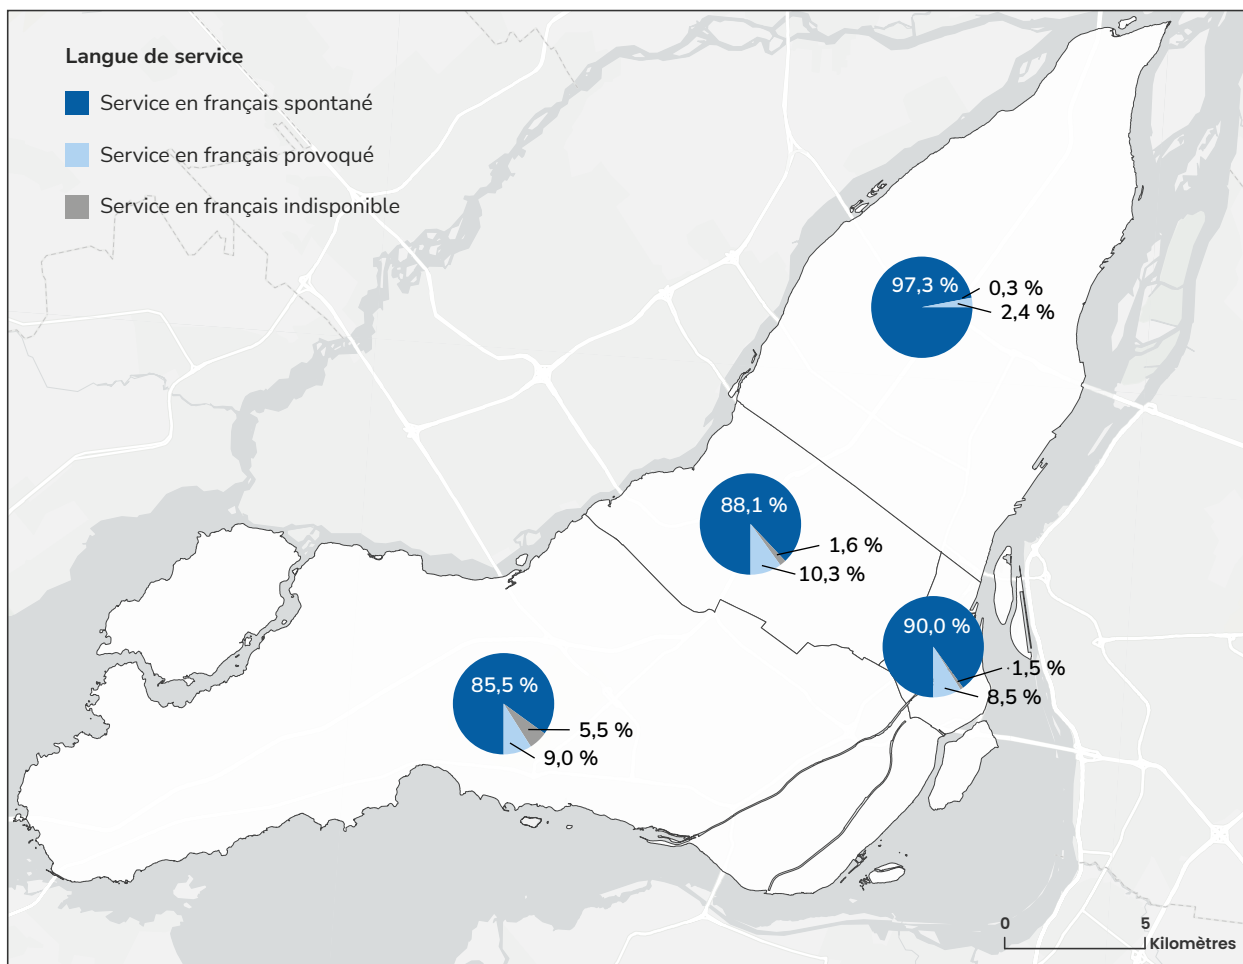 Langue de service
Service en français spontané
Service en français provoqué
Service en français indisponible
97,3 %
0,3 %
2,4 %
88,1 %
1,6 %
10,3 %
90,0 %
1,5 %
8,5 %
85,5 %
5,5 %
9,0 %
0 5
Kilomètres